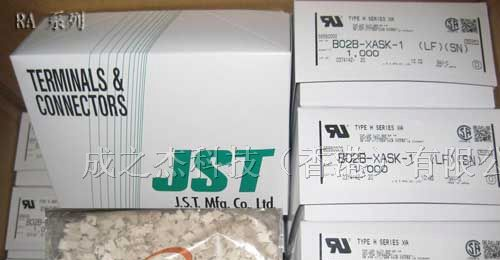 RA 系列
TERMINALS &
CONNECTORS
JST
J.S.T. Mfg. Co. Ltd.
TYPE H SERIES XA
B02B-XASK-1 (LF)(SN)
1,000
TYPE H SERIES XA
B02B-XASK-1 (LF)(SN)
1,000
TYPE H SERIES XA
B02B-X
成之杰科技(香港)有限公司